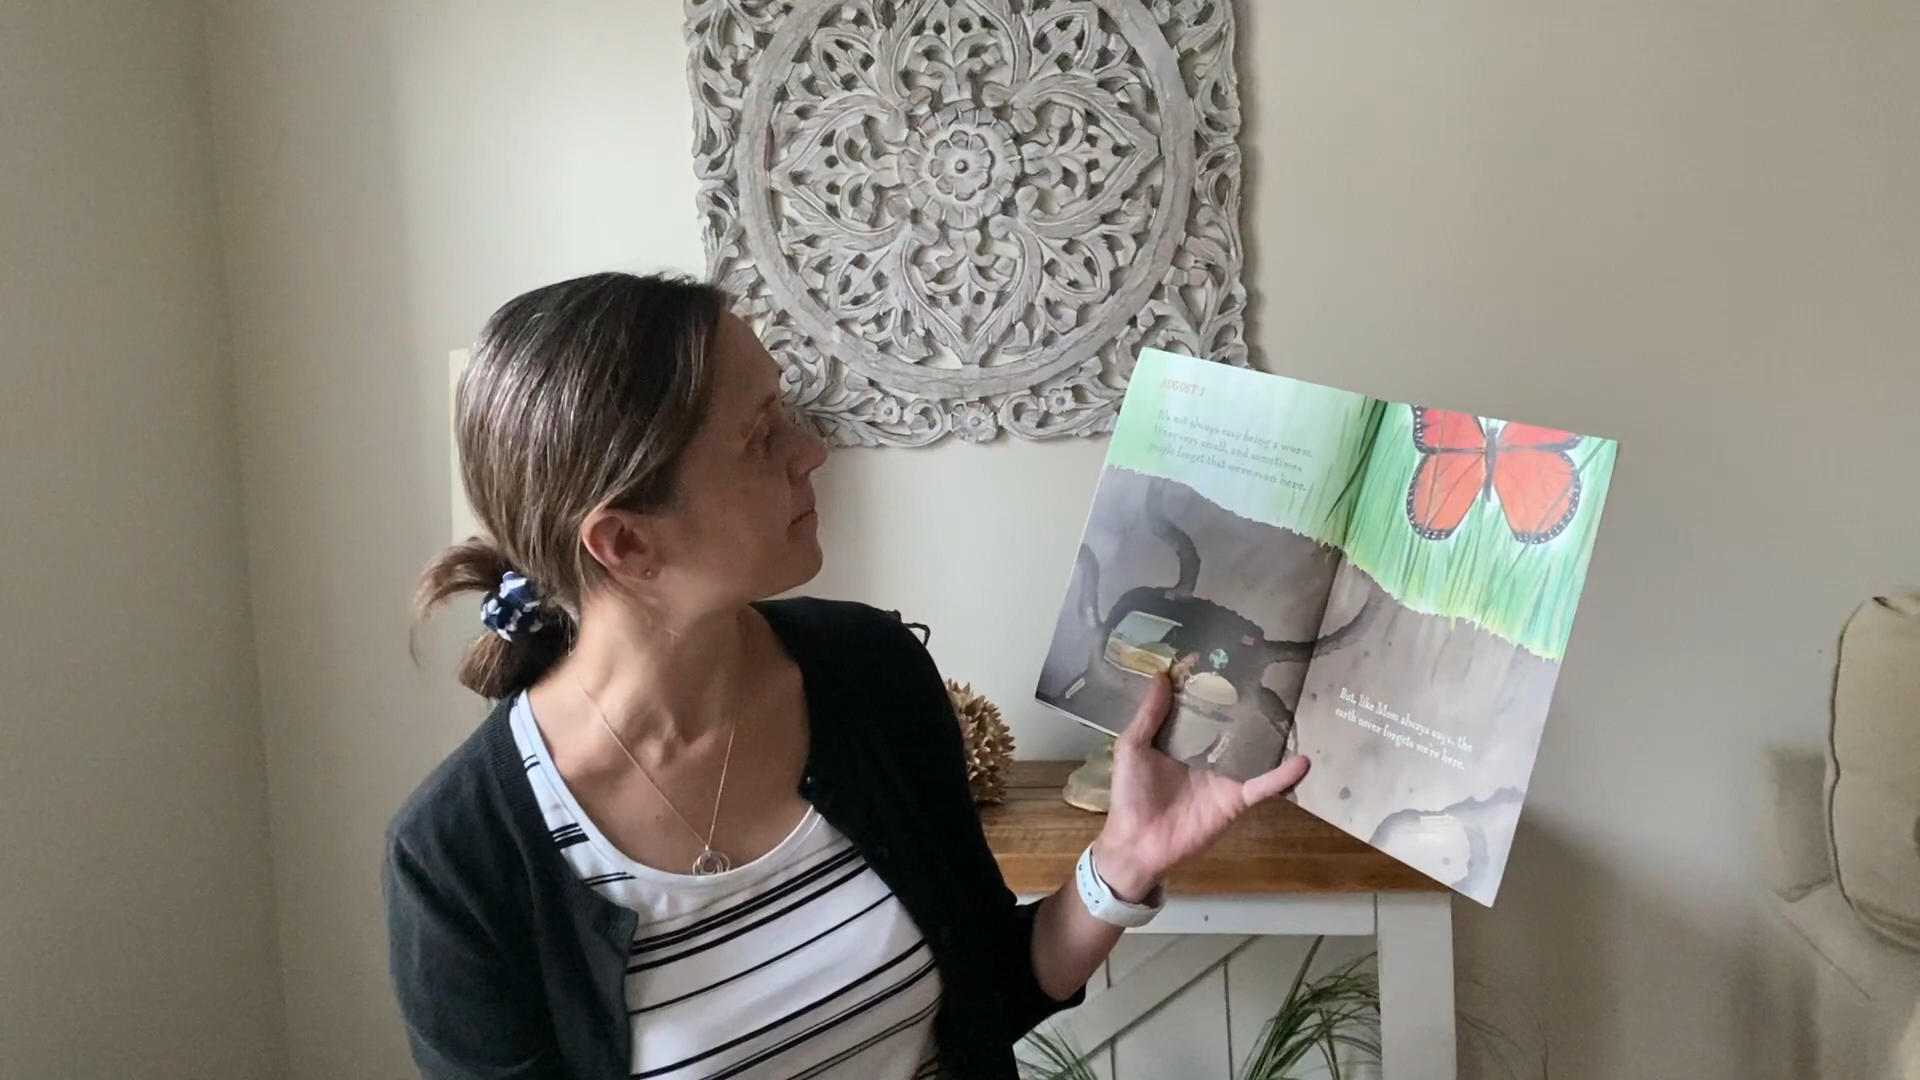 AUGUST 1
It's not always easy being a worm.
We're very small, and sometimes
people forget that we're even here.
But, like Mom always says, the
earth never forgets we're here.